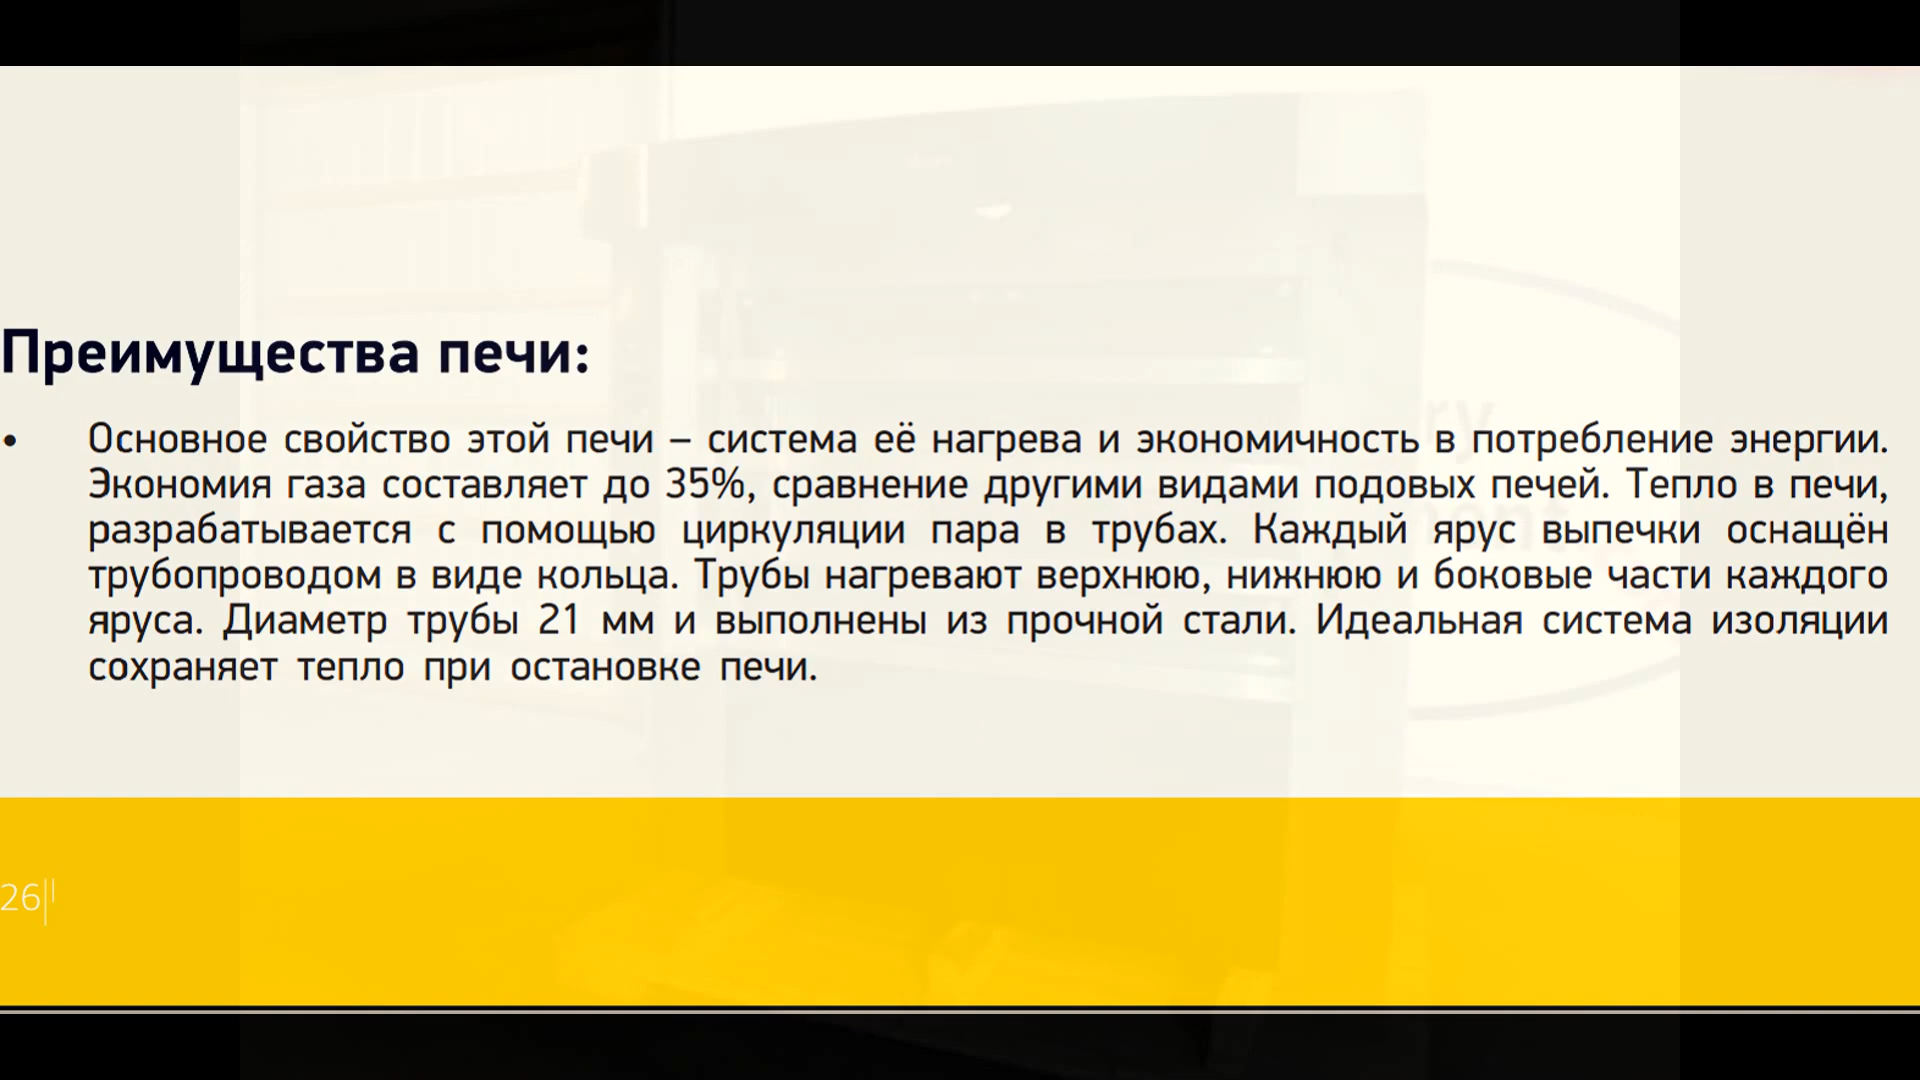 Преимущества печи:
• Основное свойство этой печи – система её нагрева и экономичность в потребление энергии.
Экономия газа составляет до 35%, сравнение другими видами подовых печей. Тепло в печи,
разрабатывается с помощью циркуляции пара в трубах. Каждый ярус выпечки оснащён
трубопроводом в виде кольца. Трубы нагревают верхнюю, нижнюю и боковые части каждого
яруса. Диаметр трубы 21 мм и выполнены из прочной стали. Идеальная система изоляции
сохраняет тепло при остановке печи.
26